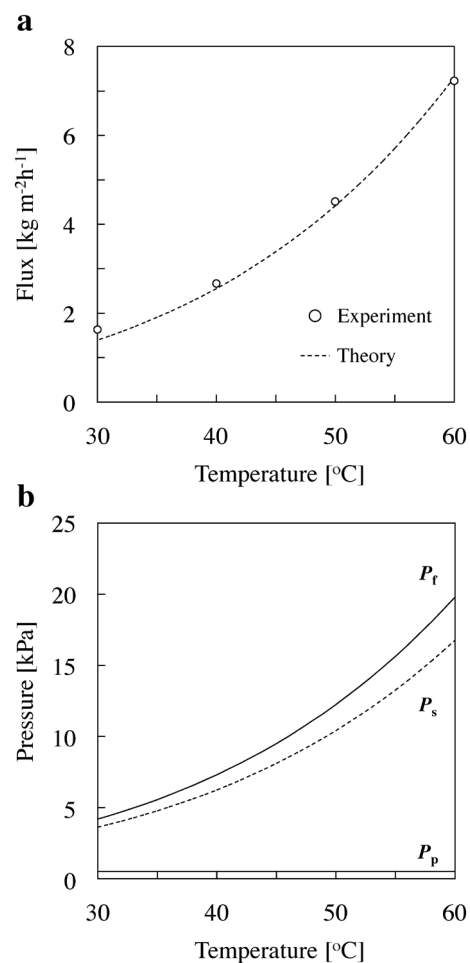 a
8
6
4
2
0
Flux [kg m-2h-1]
Experiment
Theory
30 40 50 60
Temperature [oC]
b
25
20
15
10
5
0
Pressure [kPa]
Pf
Ps
Pp
30 40 50 60
Temperature [oC]